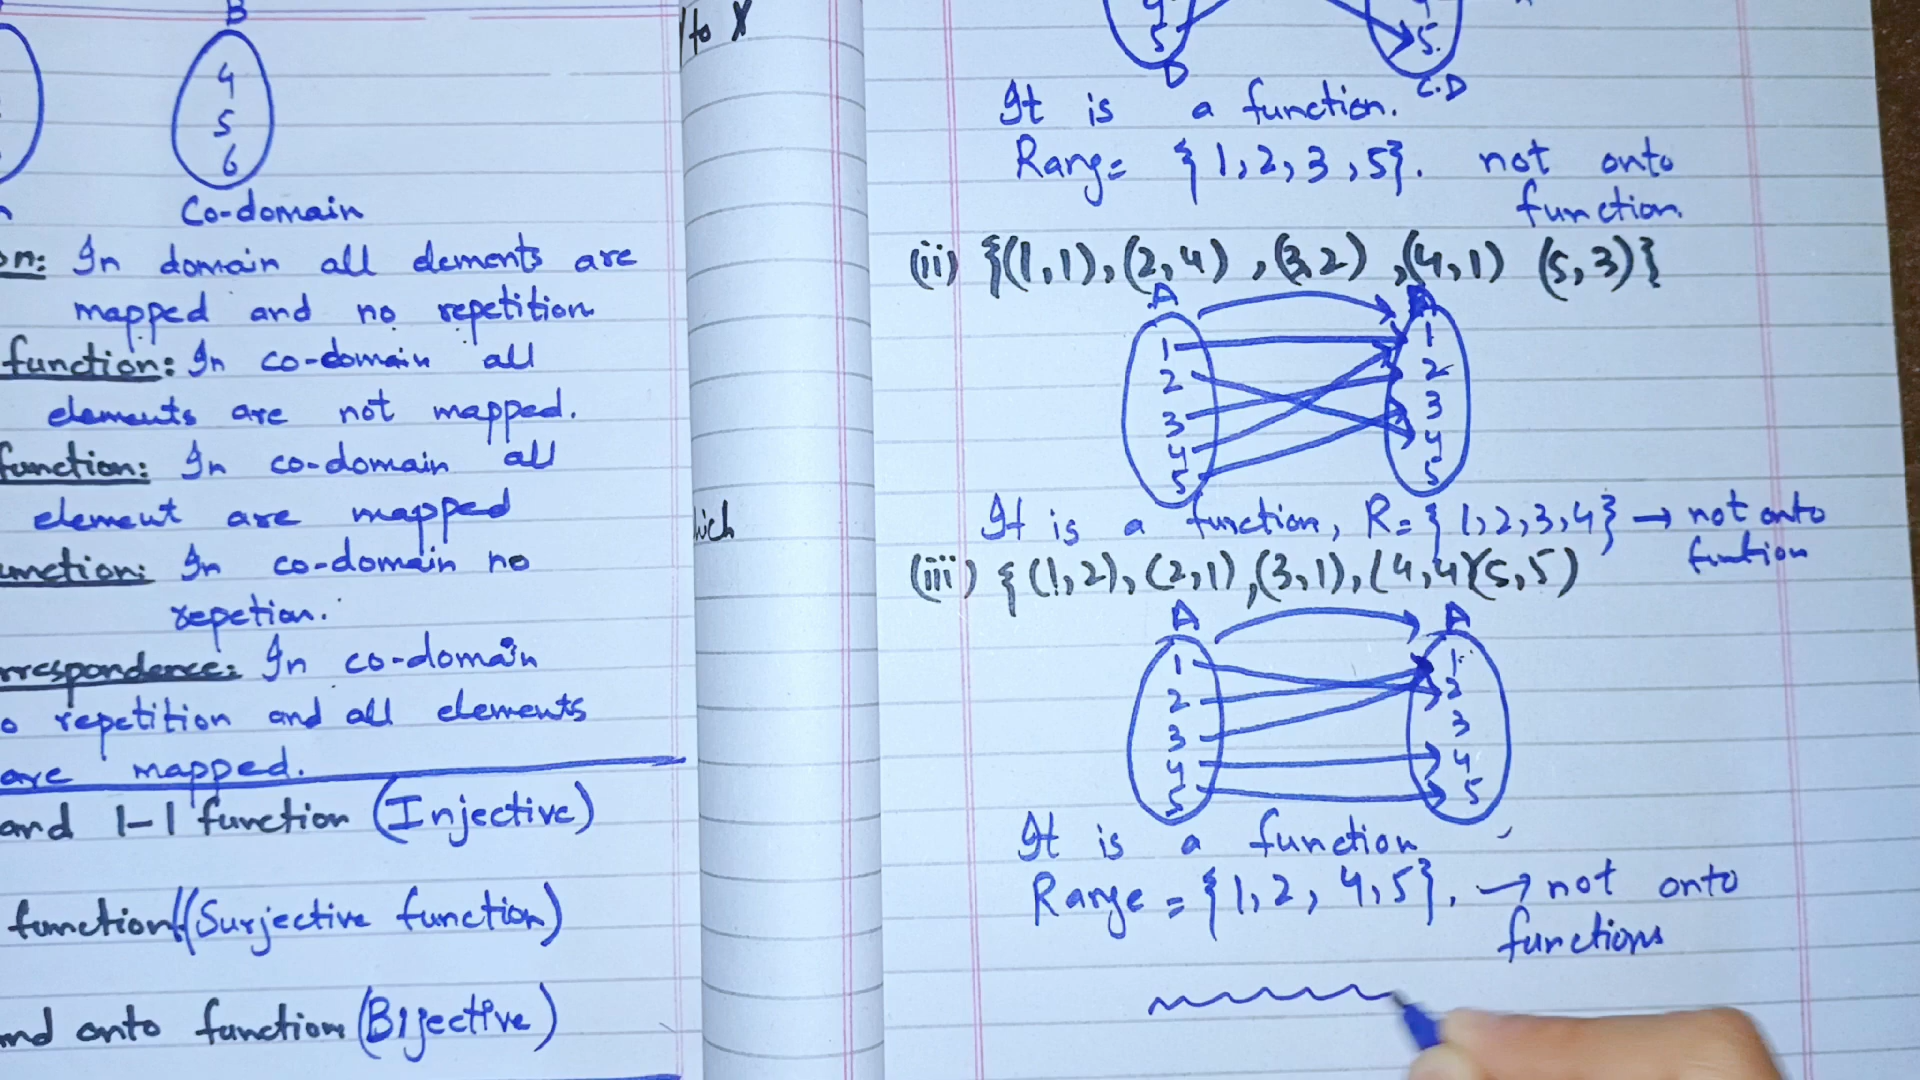 B
4
5
6
Co-domain
In domain all elements are
mapped and no repetition
function: In co-domain all
elements are not mapped.
function: In co-domain all
element are mapped
In co-domain no
repetion.
In co-domain
repetition and all elements
are mapped.
and 1-1 function (Injective)
function (Surjective function)
onto function (Bijective)
to X
5
5.
D
C.D
It is a function.
Rang= {1,2,3,5}. not onto
function.
(ii) {(1,1), (2,4), (3,2), (4,1) (5,3)}
A
1
2
3
4
5
1
2
3
4
5
It is a function, R={1,2,3,4} → not onto
funtion
(iii) {(1,2), (2,1), (3,1), (4,4)(5,5)
A A
1 1
2 2
3 3
4 4
5 5
It is a function
Range = {1,2, 4,5}. → not onto
functions